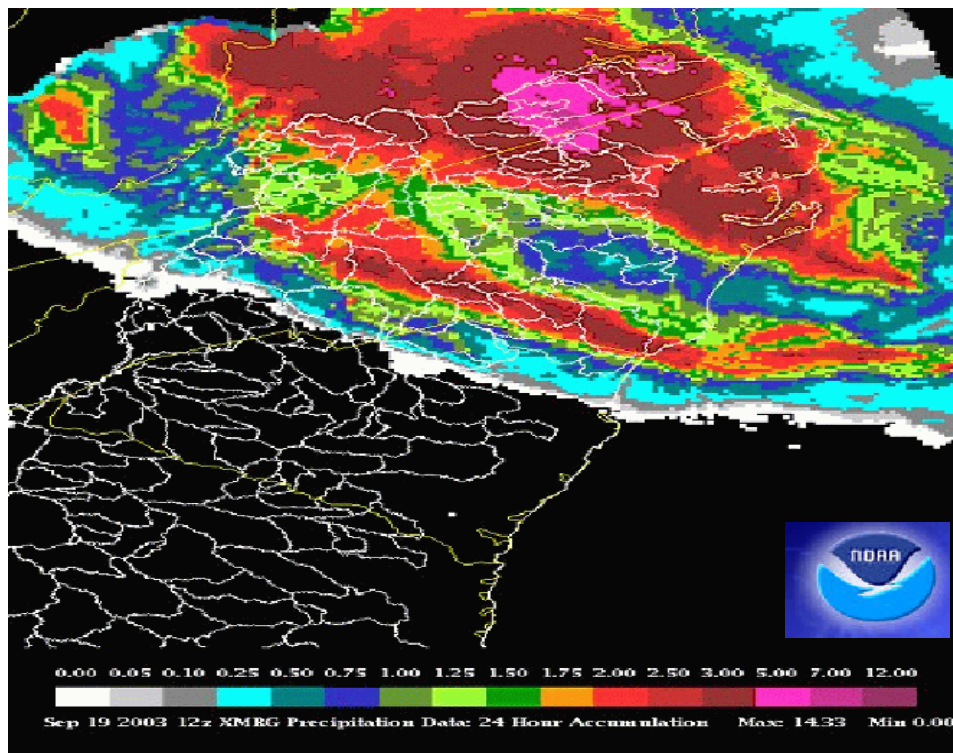 NOAA
0.00 0.05 0.10 0.25 0.50 0.75 1.00 1.25 1.50 1.75 2.00 2.50 3.00 5.00 7.00 12.00
Sep 19 2003 12z XMRG Precipitation Data: 24 Hour Accumulation Max: 14.33 Min 0.00